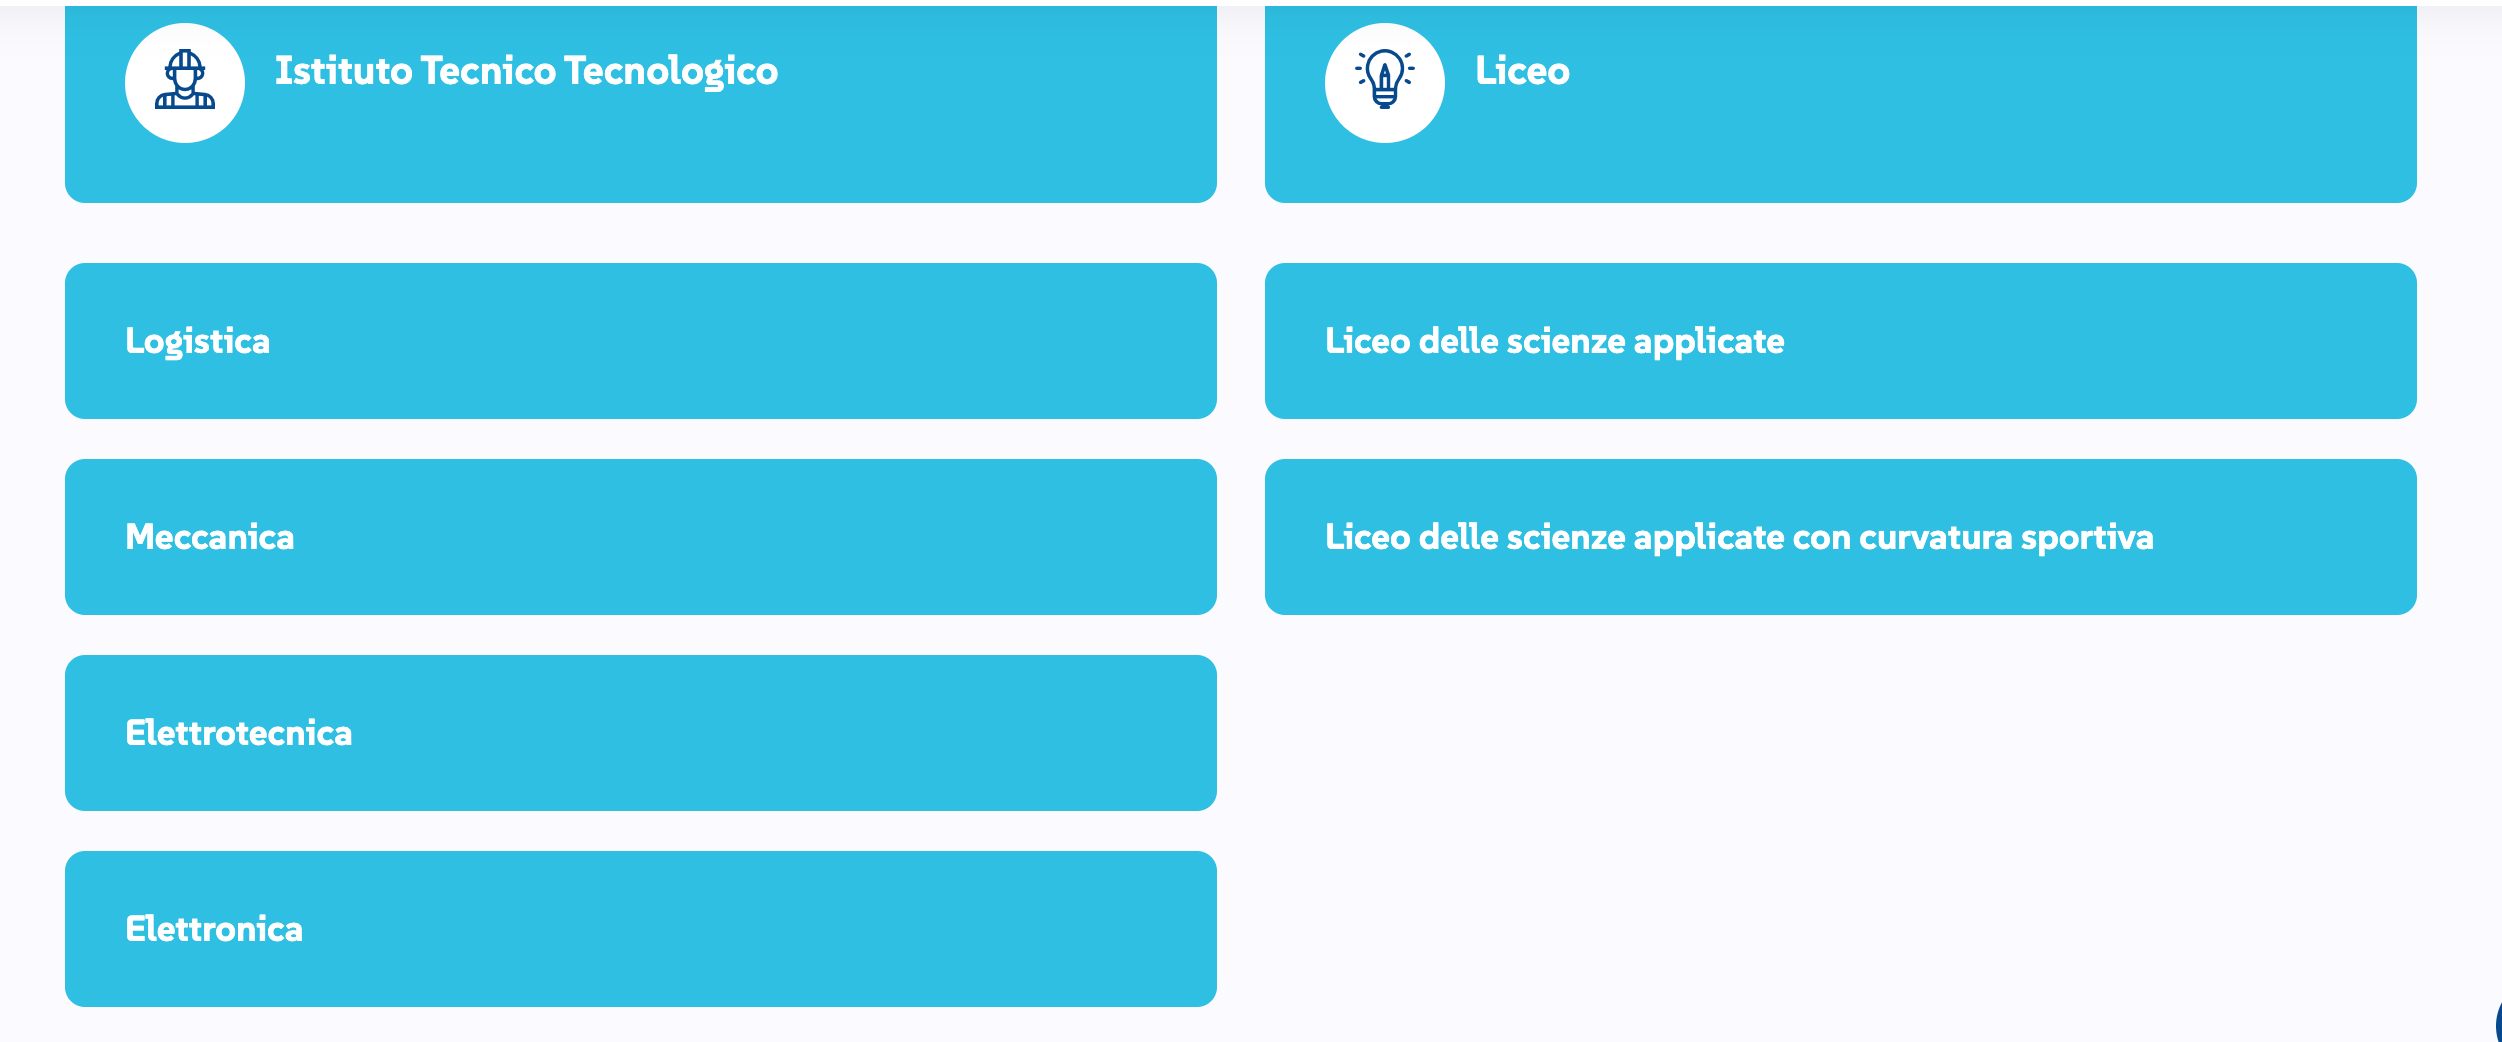 Istituto Tecnico Tecnologico
Liceo
Logistica
Liceo delle scienze applicate
Meccanica
Liceo delle scienze applicate con curvatura sportiva
Elettrotecnica
Elettronica